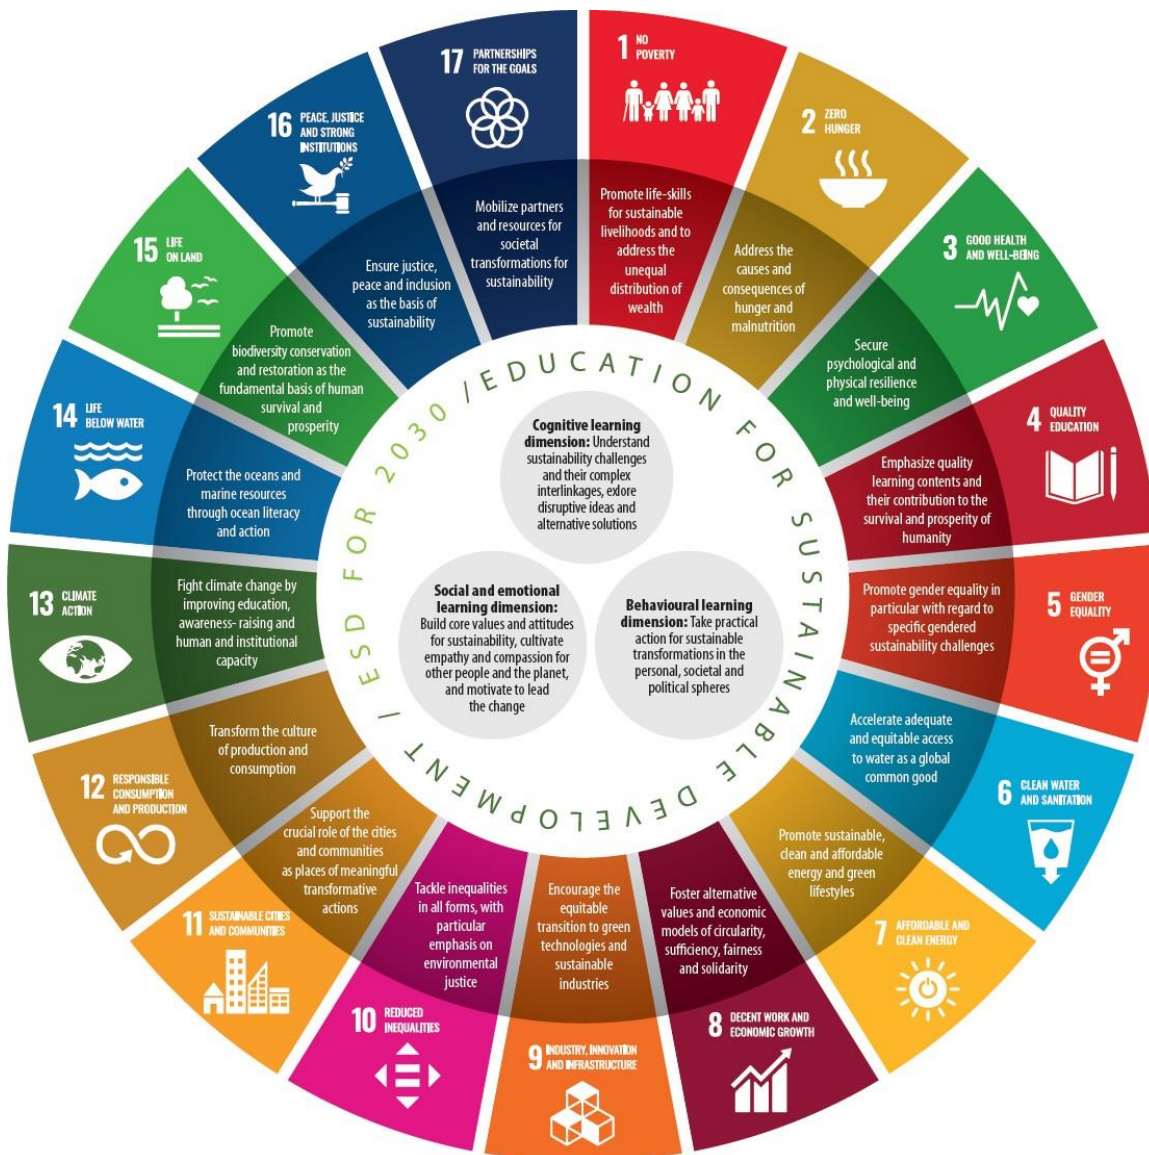 1 NO
POVERTY
Promote life-skills
for sustainable
livelihoods and to
address the
unequal
distribution of
wealth
2 ZERO
HUNGER
Address the
causes and
consequences of
hunger and
malnutrition
3 GOOD HEALTH
AND WELL-BEING
Secure
psychological and
physical resilience
and well-being
4 QUALITY
EDUCATION
Emphasize quality
learning contents and
their contribution to the
survival and prosperity of
humanity
5 GENDER
EQUALITY
Promote gender equality in
particular with regard to
specific gendered
sustainability challenges
6 CLEAN WATER
AND SANITATION
Accelerate adequate
and equitable access
to water as a global
common good
7 AFFORDABLE AND
CLEAN ENERGY
Promote sustainable,
clean and affordable
energy and green
lifestyles
8 DECENT WORK AND
ECONOMIC GROWTH
Foster alternative
values and economic
models of circularity,
sufficiency, fairness
and solidarity
9 INDUSTRY, INNOVATION
AND INFRASTRUCTURE
Encourage the
equitable
transition to green
technologies and
sustainable
industries
10 REDUCED
INEQUALITIES
Tackle inequalities
in all forms, with
particular
emphasis on
environmental
justice
11 SUSTAINABLE CITIES
AND COMMUNITIES
Support the
crucial role of the cities
and communities
as places of meaningful
transformative
actions
12 RESPONSIBLE
CONSUMPTION
AND PRODUCTION
Transform the culture
of production and
consumption
13 CLIMATE
ACTION
Fight climate change by
improving education,
awareness- raising and
human and institutional
capacity
14 LIFE
BELOW WATER
Protect the oceans and
marine resources
through ocean literacy
and action
15 LIFE
ON LAND
Promote
biodiversity conservation
and restoration as the
fundamental basis of human
survival and
prosperity
16 PEACE, JUSTICE
AND STRONG
INSTITUTIONS
Ensure justice,
peace and inclusion
as the basis of
sustainability
17 PARTNERSHIPS
FOR THE GOALS
Mobilize partners
and resources for
societal
transformations for
sustainability
/ ESD FOR 2030 / EDUCATION FOR SUSTAINABLE DEVELOPMENT
Cognitive learning
dimension: Understand
sustainability challenges
and their complex
interlinkages, exdore
disruptive ideas and
alternative solutions
Social and emotional
learning dimension:
Build core values and attitudes
for sustainability, cultivate
empathy and compassion for
other people and the planet,
and motivate to lead
the change
Behavioural learning
dimension: Take practical
action for sustainable
transformations in the
personal, societal and
political spheres